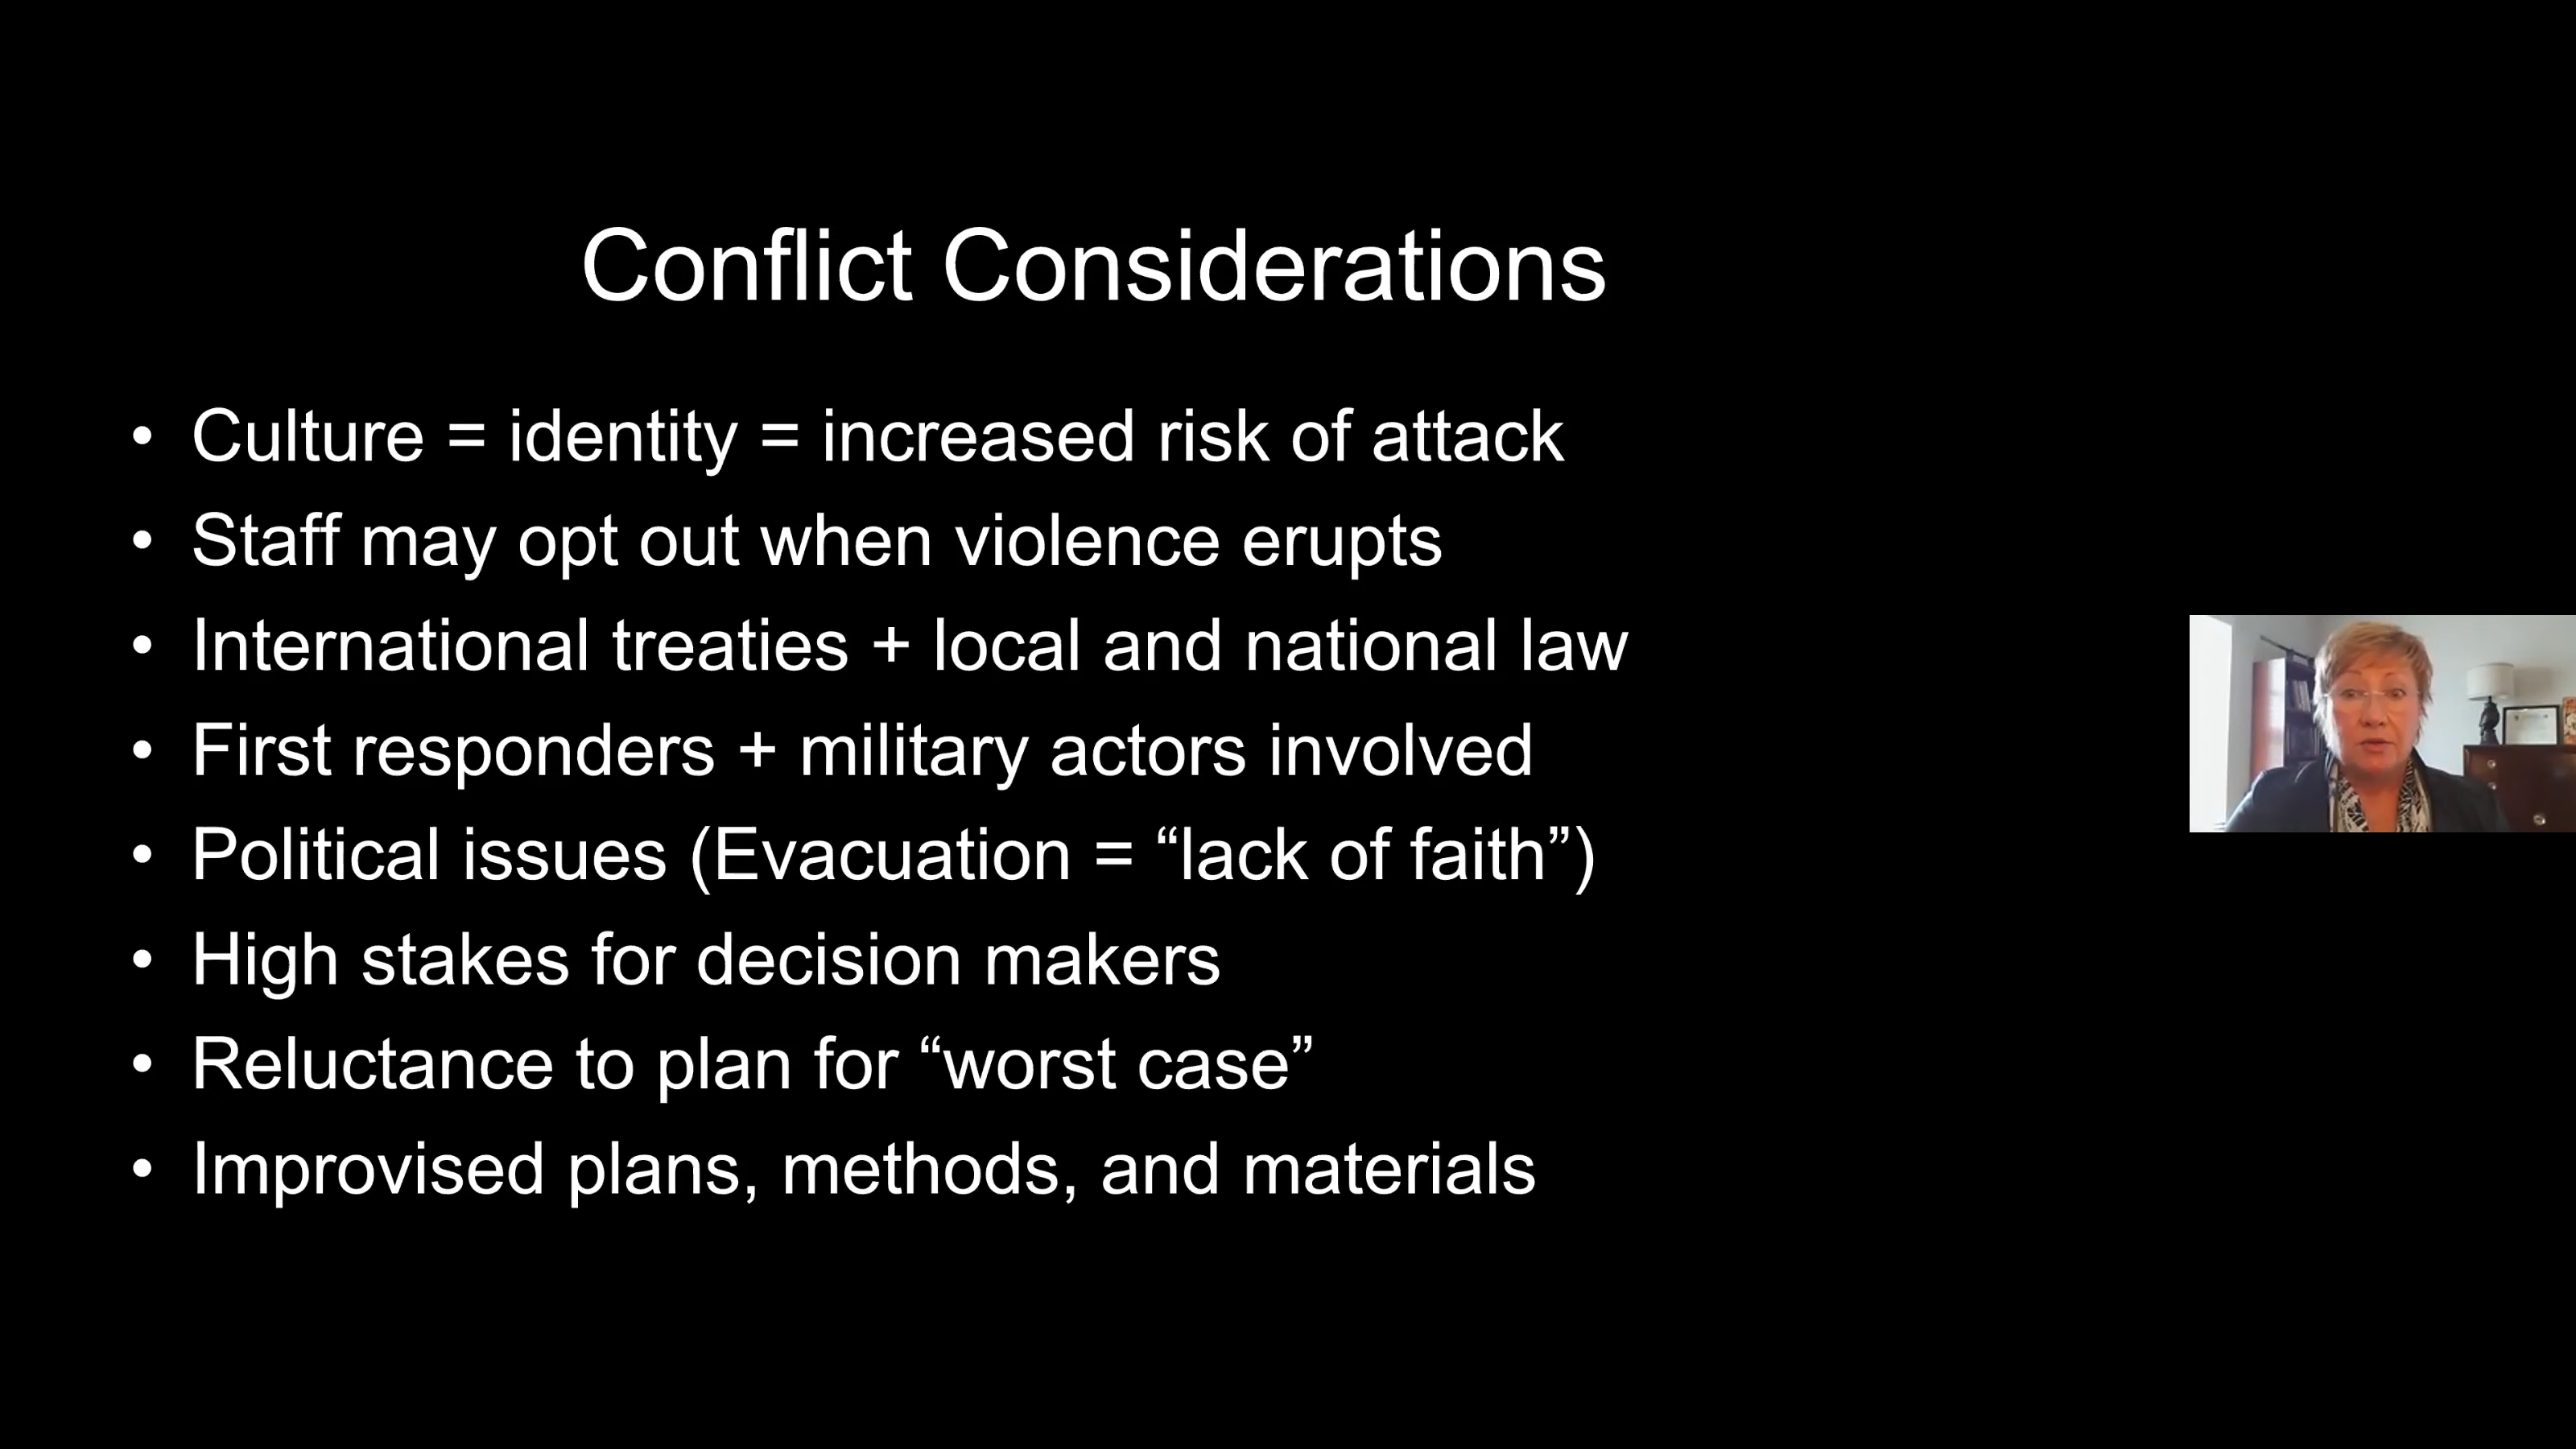 Conflict Considerations
• Culture = identity = increased risk of attack
• Staff may opt out when violence erupts
• International treaties + local and national law
• First responders + military actors involved
• Political issues (Evacuation = “lack of faith”)
• High stakes for decision makers
• Reluctance to plan for “worst case”
• Improvised plans, methods, and materials